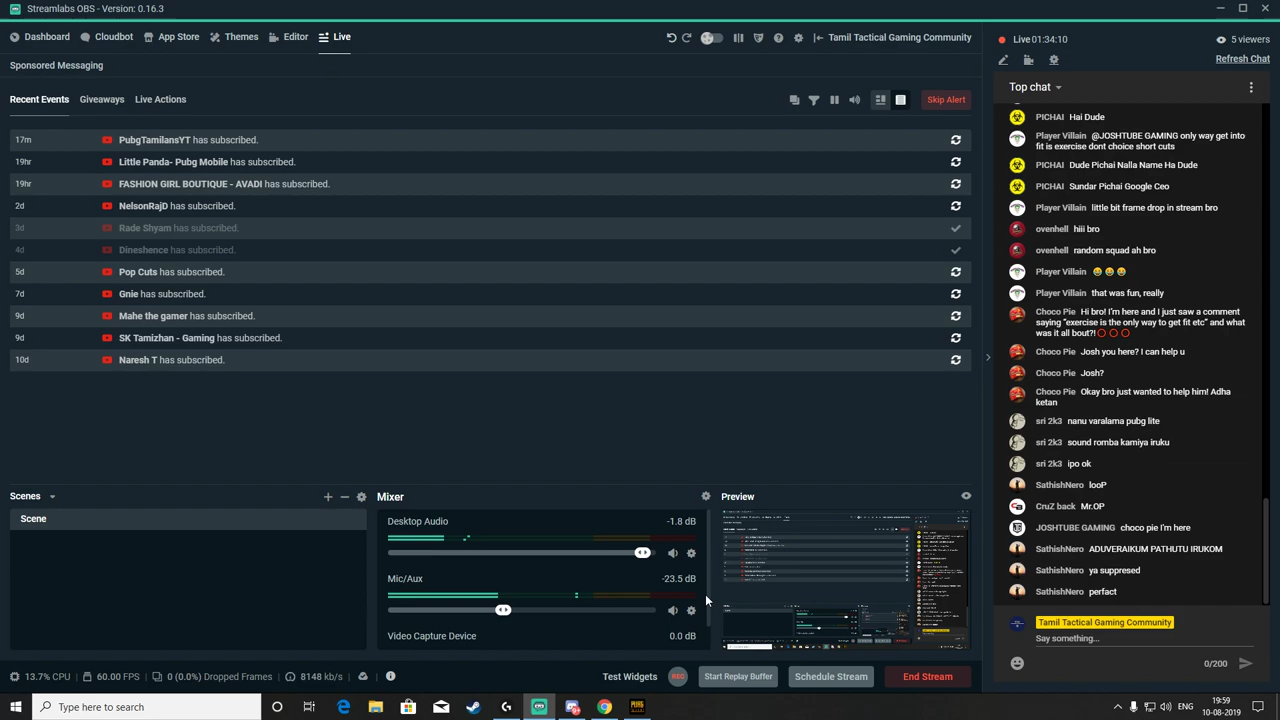 Streamlabs OBS - Version: 0.16.3
Dashboard Cloudbot App Store Themes Editor Live
Tamil Tactical Gaming Community
Sponsored Messaging
Recent Events Giveaways Live Actions
Skip Alert
17m PubgTamilansYT has subscribed.
19hr Little Panda- Pubg Mobile has subscribed.
19hr FASHION GIRL BOUTIQUE - AVADI has subscribed.
2d NelsonRajD has subscribed.
3d Rade Shyam has subscribed.
4d Dineshence has subscribed.
5d Pop Cuts has subscribed.
7d Gnie has subscribed.
9d Mahe the gamer has subscribed.
9d SK Tamizhan - Gaming has subscribed.
10d Naresh T has subscribed.
Scenes
Scene
Mixer
Desktop Audio -1.8 dB
Mic/Aux -23.5 dB
Video Capture Device 0.0 dB
Preview
13.7% CPU 60.00 FPS 0 (0.0%) Dropped Frames
Test Widgets REC Start Replay Buffer Schedule Stream End Stream
Live 01:34:10 5 viewers
Refresh Chat
Top chat
PICHAI Hai Dude
Player Villain @JOSHTUBE GAMING only way get into
fit is exercise dont choice short cuts
PICHAI Dude Pichai Nalla Name Ha Dude
PICHAI Sundar Pichai Google Ceo
Player Villain little bit frame drop in stream bro
ovenhell hiii bro
ovenhell random squad ah bro
Player Villain 😂 😂 😂
Player Villain that was fun, really
Choco Pie Hi bro! I'm here and I just saw a comment
saying "exercise is the only way to get fit etc" and what
was it all bout?!⭕ ⭕ ⭕
Choco Pie Josh you here? I can help u
Choco Pie Josh?
Choco Pie Okay bro just wanted to help him! Adha
ketan
sri 2k3 nanu varalama pubg lite
sri 2k3 sound romba kamiya iruku
sri 2k3 ipo ok
SathishNero looP
CruZ back Mr.OP
JOSHTUBE GAMING choco pie I'm here
SathishNero ADUVERAIKUM PATHUTU IRUKOM
SathishNero ya suppresed
SathishNero perfact
Tamil Tactical Gaming Community
Say something...
0/200
Type here to search
ENG
19:59
10-08-2019